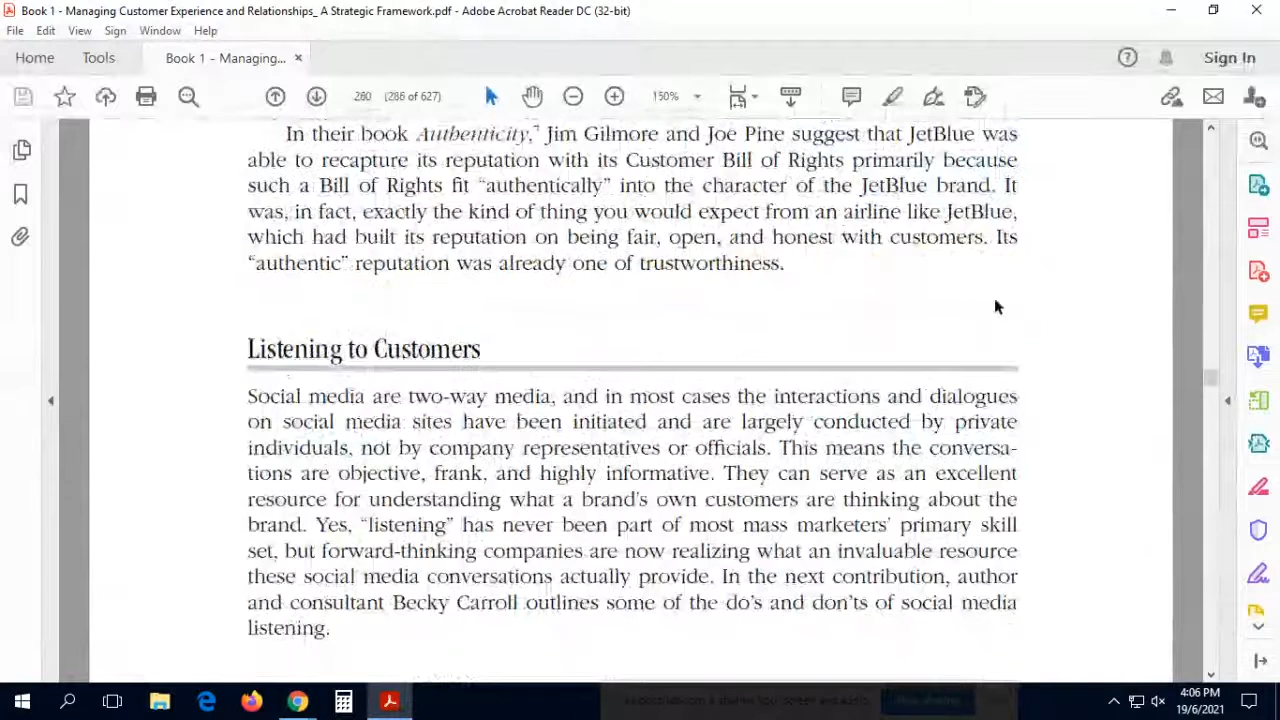 Book 1 - Managing Customer Experience and Relationships_ A Strategic Framework.pdf - Adobe Acrobat Reader DC (32-bit)
File Edit View Sign Window Help
Home Tools Book 1 - Managing... × Sign In
260 (286 of 627) 150%
In their book Authenticity, Jim Gilmore and Joe Pine suggest that JetBlue was
able to recapture its reputation with its Customer Bill of Rights primarily because
such a Bill of Rights fit “authentically” into the character of the JetBlue brand. It
was, in fact, exactly the kind of thing you would expect from an airline like JetBlue,
which had built its reputation on being fair, open, and honest with customers. Its
“authentic” reputation was already one of trustworthiness.
Listening to Customers
Social media are two-way media, and in most cases the interactions and dialogues
on social media sites have been initiated and are largely conducted by private
individuals, not by company representatives or officials. This means the conversa-
tions are objective, frank, and highly informative. They can serve as an excellent
resource for understanding what a brand’s own customers are thinking about the
brand. Yes, “listening” has never been part of most mass marketers’ primary skill
set, but forward-thinking companies are now realizing what an invaluable resource
these social media conversations actually provide. In the next contribution, author
and consultant Becky Carroll outlines some of the do’s and don’ts of social media
listening.
4:06 PM
19/6/2021